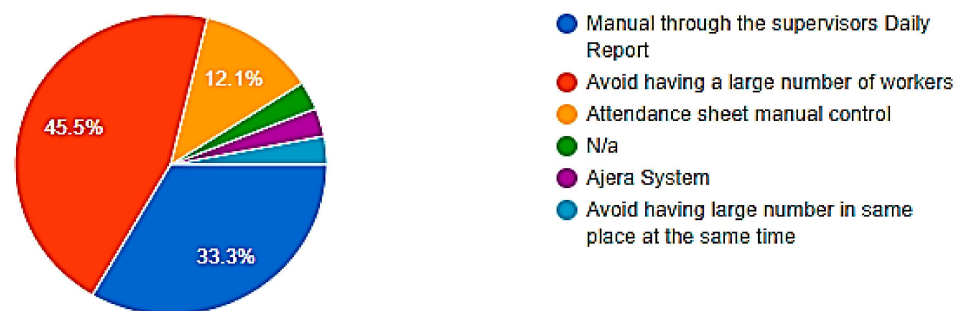 12.1%
45.5%
33.3%
Manual through the supervisors Daily
Report
Avoid having a large number of workers
Attendance sheet manual control
N/a
Ajera System
Avoid having large number in same
place at the same time